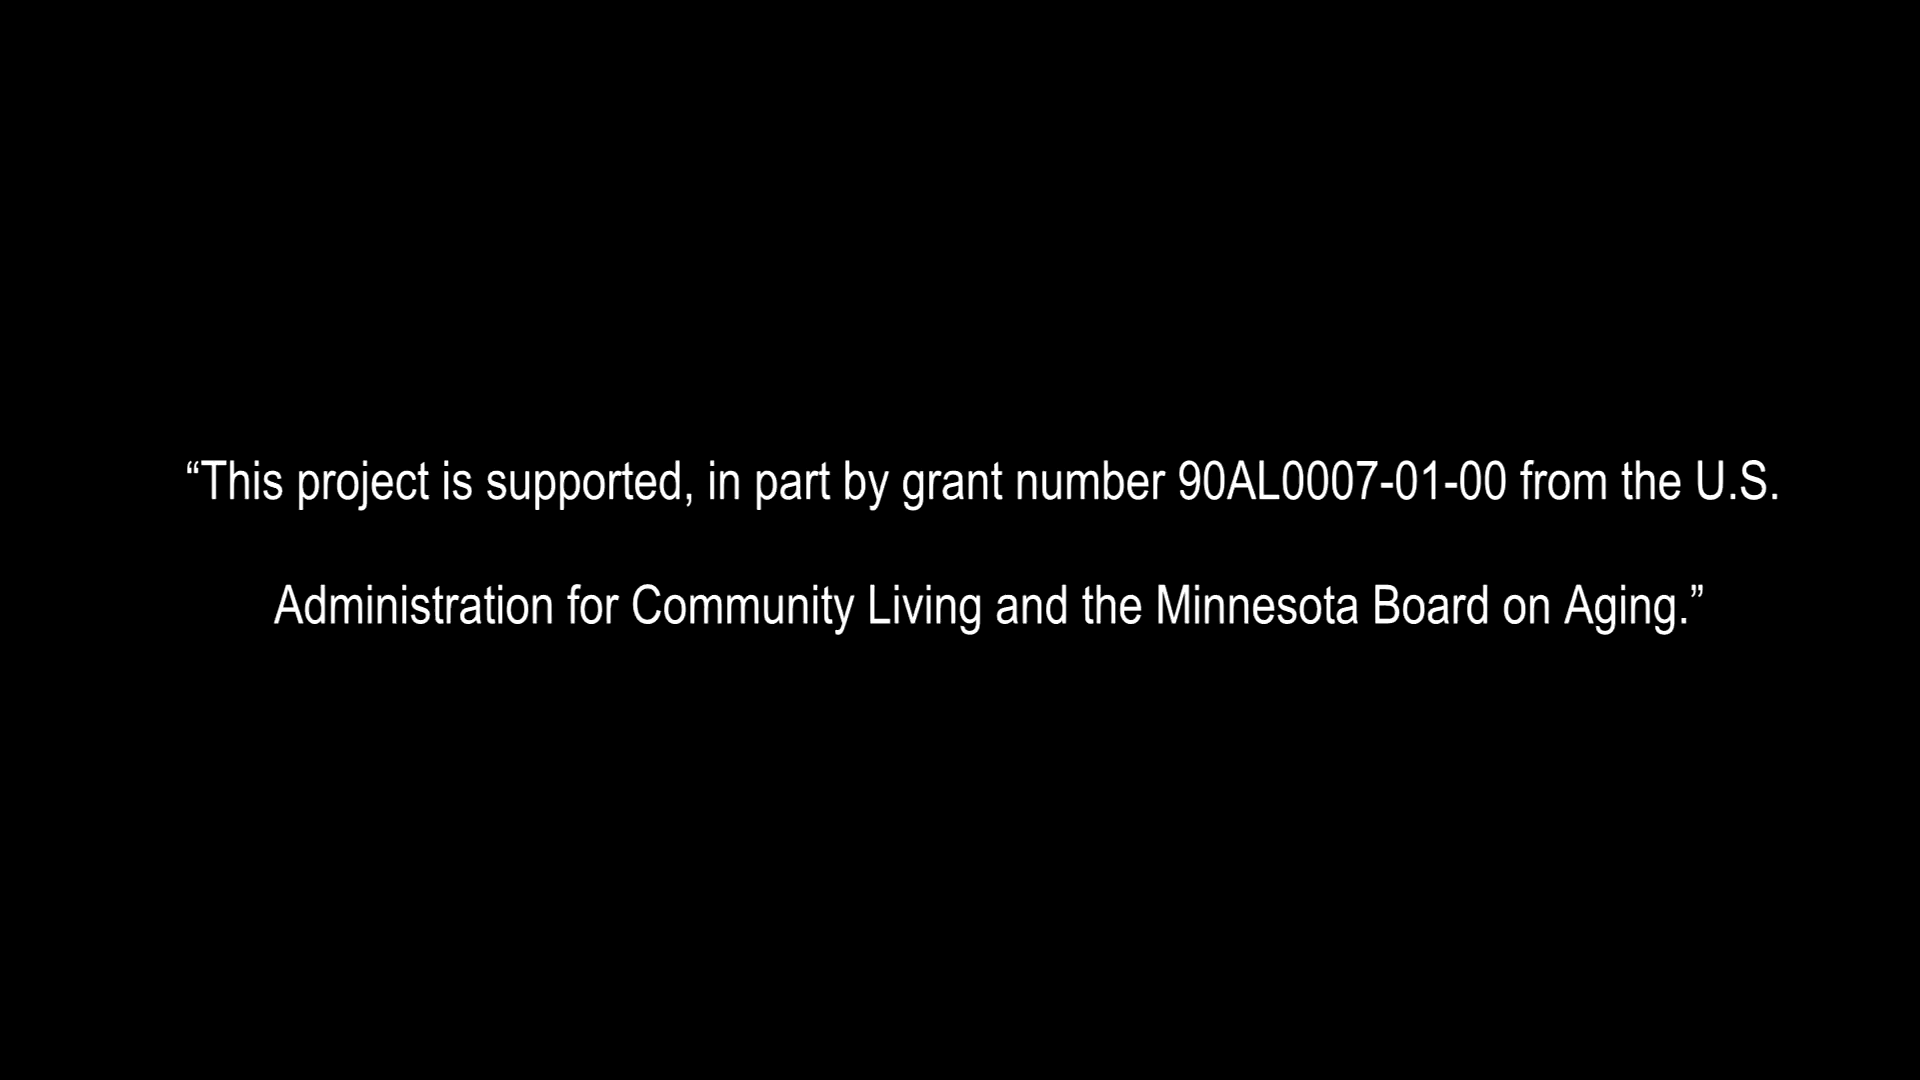 “This project is supported, in part by grant number 90AL0007-01-00 from the U.S.
Administration for Community Living and the Minnesota Board on Aging.”